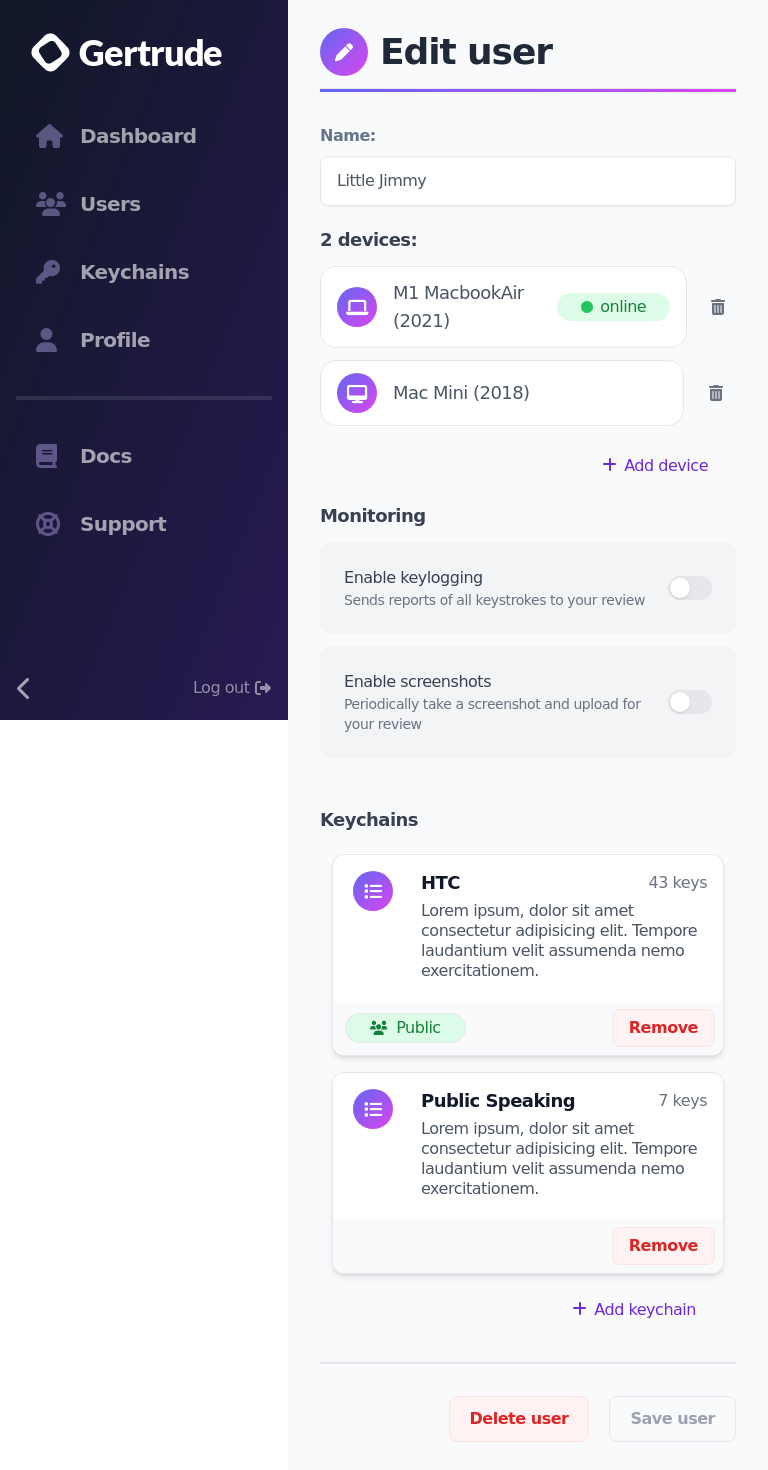 Gertrude
Dashboard
Users
Keychains
Profile
Docs
Support
Log out
Edit user
Name:
Little Jimmy
2 devices:
M1 MacbookAir
(2021)
online
Mac Mini (2018)
Add device
Monitoring
Enable keylogging
Sends reports of all keystrokes to your review
Enable screenshots
Periodically take a screenshot and upload for
your review
Keychains
HTC
43 keys
Lorem ipsum, dolor sit amet
consectetur adipisicing elit. Tempore
laudantium velit assumenda nemo
exercitationem.
Public
Remove
Public Speaking
7 keys
Lorem ipsum, dolor sit amet
consectetur adipisicing elit. Tempore
laudantium velit assumenda nemo
exercitationem.
Remove
Add keychain
Delete user
Save user